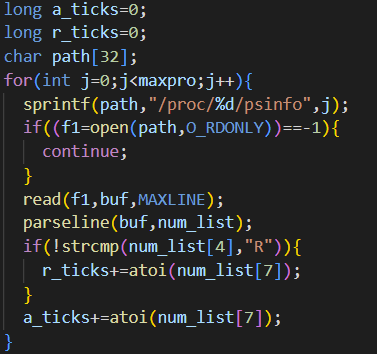 long a_ticks=0;
long r_ticks=0;
char path[32];
for(int j=0;j<maxpro;j++){
  sprintf(path,"/proc/%d/psinfo",j);
  if((f1=open(path,O_RDONLY))==-1){
    continue;
  }
  read(f1,buf,MAXLINE);
  parseline(buf,num_list);
  if(!strcmp(num_list[4],"R")){
    r_ticks+=atoi(num_list[7]);
  }
  a_ticks+=atoi(num_list[7]);
}